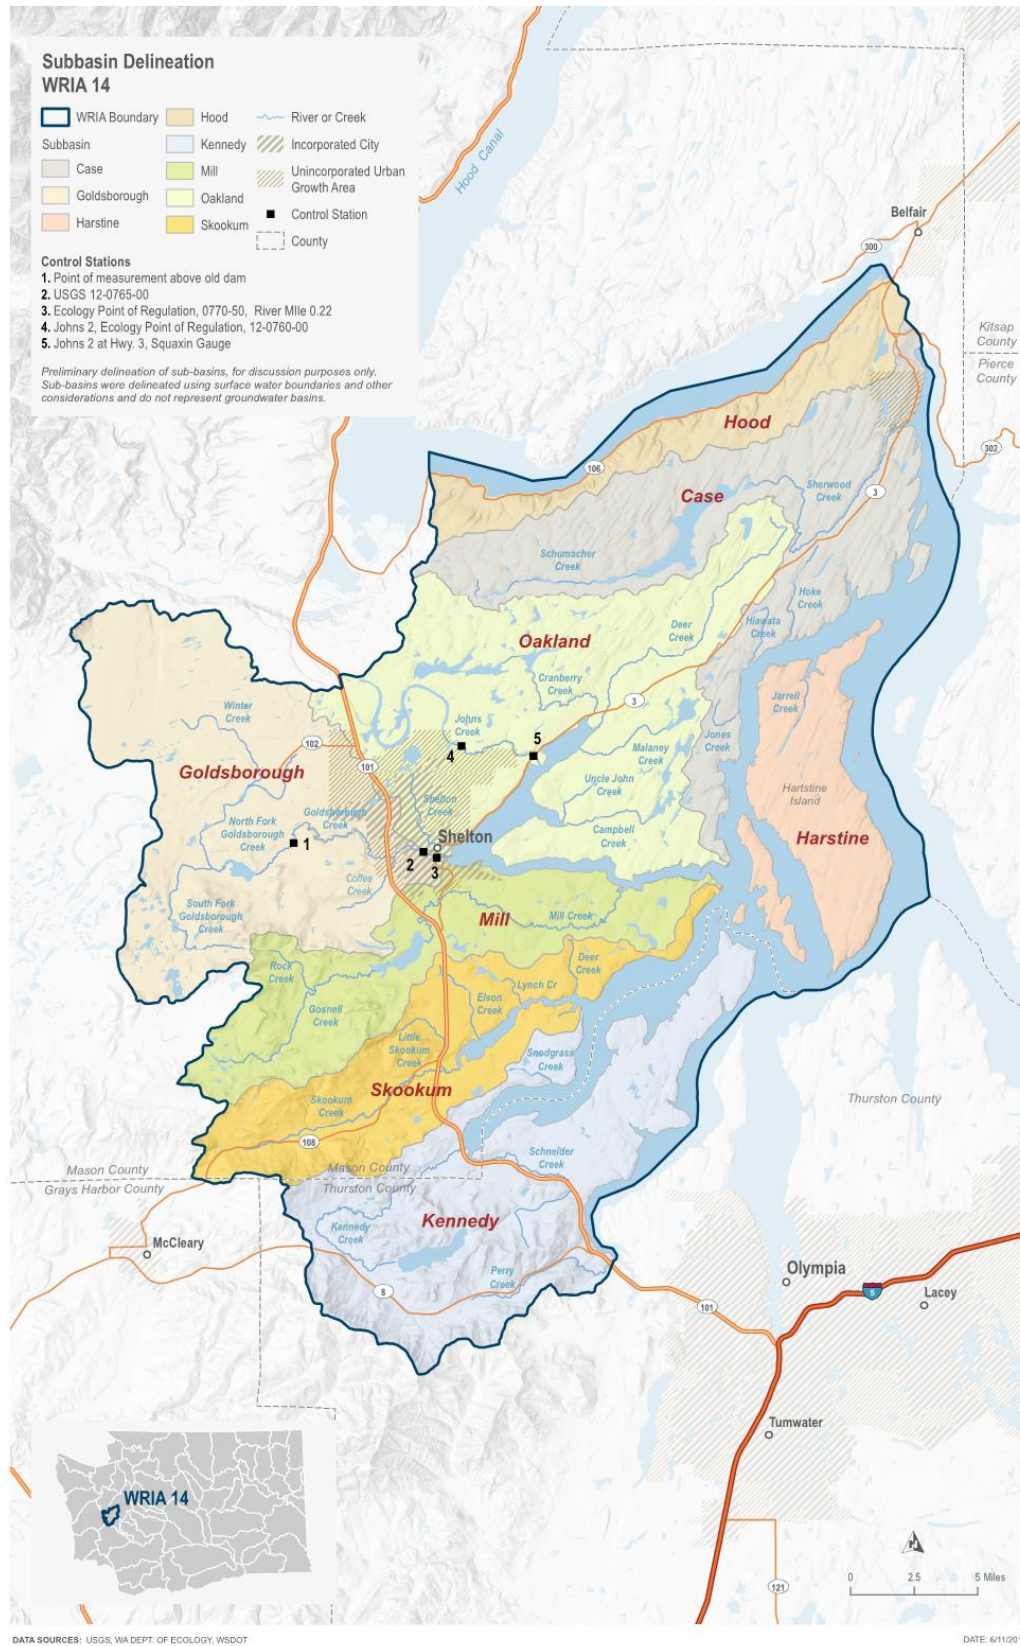 Subbasin Delineation
WRIA 14
WRIA Boundary
Subbasin
Case
Goldsborough
Harstine
Hood
Kennedy
Mill
Oakland
Skookum
River or Creek
Incorporated City
Unincorporated Urban
Growth Area
Control Station
County
Control Stations
1. Point of measurement above old dam
2. USGS 12-0765-00
3. Ecology Point of Regulation, 0770-50, River MIle 0.22
4. Johns 2, Ecology Point of Regulation, 12-0760-00
5. Johns 2 at Hwy. 3, Squaxin Gauge
Preliminary delineation of sub-basins, for discussion purposes only.
Sub-basins were delineated using surface water boundaries and other
considerations and do not represent groundwater basins.
Hood Canal
Belfair
300
Kitsap
County
Pierce
County
302
Hood
106
Case
Sherwood
Creek
3
Schumacher
Creek
Hoke
Creek
Hiawata
Creek
Deer
Creek
Oakland
Cranberry
Creek
3
Jarrell
Creek
Winter
Creek
102
Johns
Creek
4
5
Jones
Creek
Malaney
Creek
101
Goldsborough
Uncle John
Creek
Hartstine
Island
Shelton
Creek
Goldsborough
Creek
North Fork
Goldsborough
Creek
1
Shelton
2
3
Campbell
Creek
Harstine
Coffee
Creek
South Fork
Goldsborough
Creek
Mill
Mill Creek
Rock
Creek
Deer
Creek
Lynch Cr
Elson
Creek
Gosnell
Creek
Little
Skookum
Creek
Snodgrass
Creek
Skookum
Skookum
Creek
Thurston County
108
Schneider
Creek
Mason County
Grays Harbor County
Mason County
Thurston County
Kennedy
Kennedy
Creek
McCleary
Perry
Creek
8
Olympia
5
Lacey
101
Tumwater
WRIA 14
N
0 2.5 5 Miles
121
DATA SOURCES: USGS, WA DEPT. OF ECOLOGY, WSDOT
DATE: 6/11/201